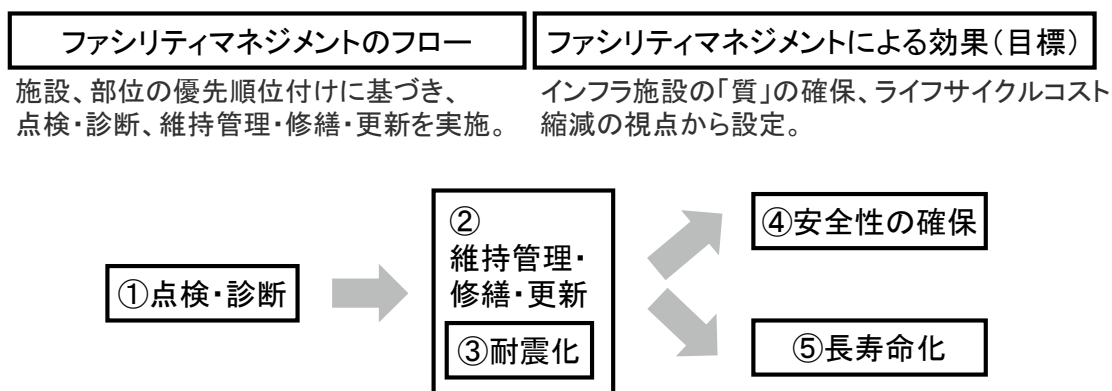 ファシリティマネジメントのフロー
施設、部位の優先順位付けに基づき、
点検・診断、維持管理・修繕・更新を実施。
ファシリティマネジメントによる効果(目標)
インフラ施設の「質」の確保、ライフサイクルコスト
縮減の視点から設定。
①点検・診断
②
維持管理・
修繕・更新
③耐震化
④安全性の確保
⑤長寿命化